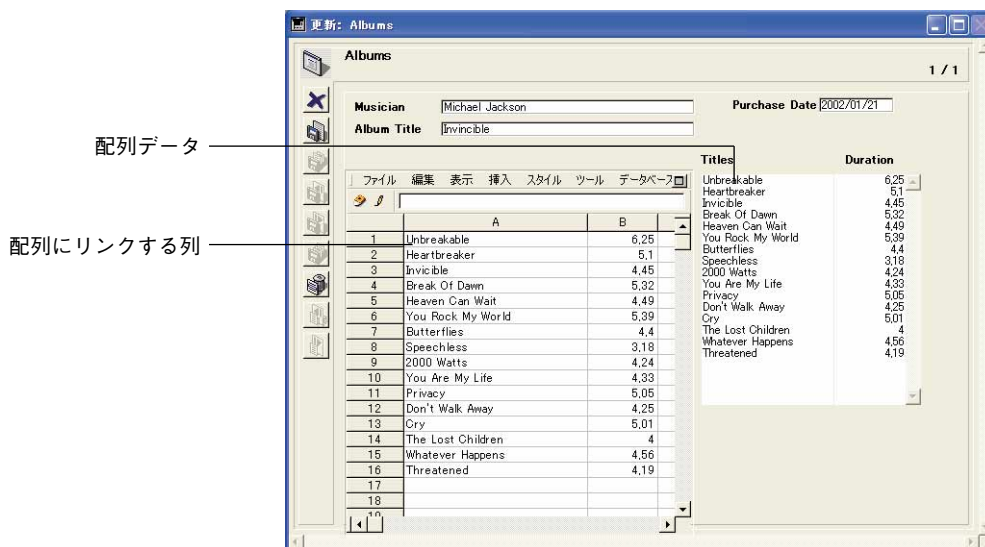 更新: Albums
Albums
1 / 1
Musician Michael Jackson
Purchase Date 2002/01/21
Album Title Invincible
配列データ
配列にリンクする列
ファイル 編集 表示 挿入 スタイル ツール データベース
A B
1 Unbreakable 6,25
2 Heartbreaker 5,1
3 Invicible 4,45
4 Break Of Dawn 5,32
5 Heaven Can Wait 4,49
6 You Rock My World 5,39
7 Butterflies 4,4
8 Speechless 3,18
9 2000 Watts 4,24
10 You Are My Life 4,33
11 Privacy 5,05
12 Don't Walk Away 4,25
13 Cry 5,01
14 The Lost Children 4
15 Whatever Happens 4,56
16 Threatened 4,19
17
18
19
Titles Duration
Unbreakable 6,25
Heartbreaker 5,1
Invicible 4,45
Break Of Dawn 5,32
Heaven Can Wait 4,49
You Rock My World 5,39
Butterflies 4,4
Speechless 3,18
2000 Watts 4,24
You Are My Life 4,33
Privacy 5,05
Don't Walk Away 4,25
Cry 5,01
The Lost Children 4
Whatever Happens 4,56
Threatened 4,19